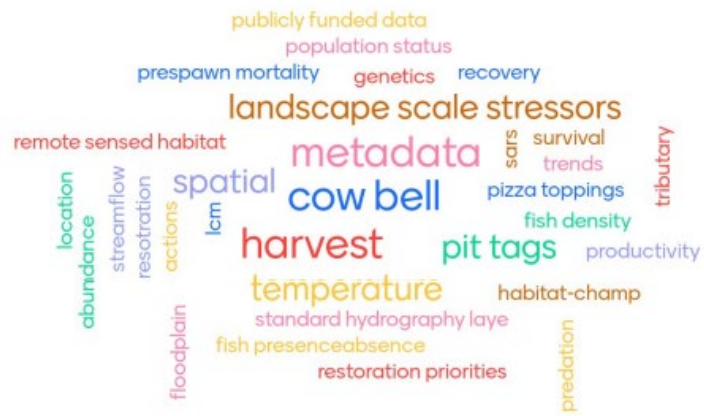 publicly funded data
population status
prespawn mortality
genetics
recovery
landscape scale stressors
remote sensed habitat
metadata
sars
survival
trends
tributary
location
abundance
streamflow
resotration
actions
spatial
lcm
cow bell
pizza toppings
fish density
harvest
pit tags
productivity
temperature
habitat-champ
standard hydrography laye
floodplain
fish presenceabsence
restoration priorities
predation